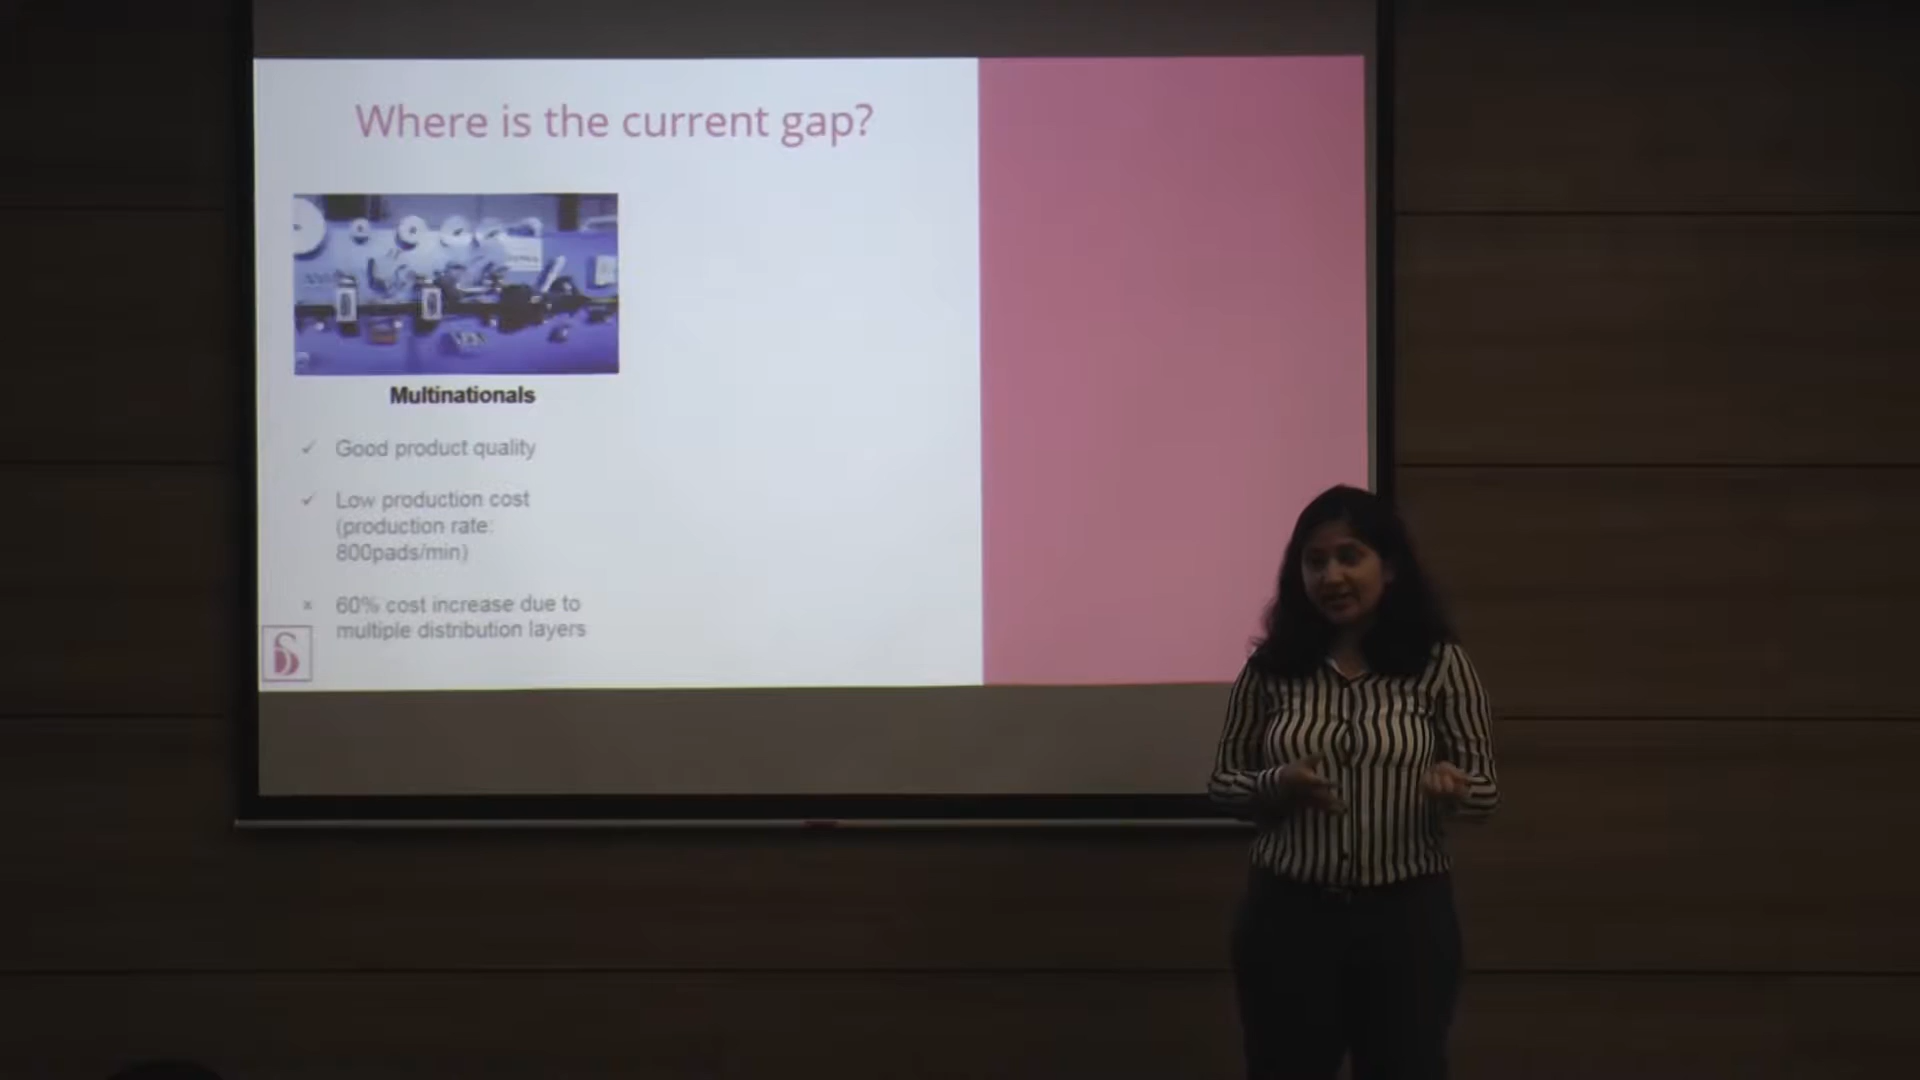 Where is the current gap?
Multinationals
✓ Good product quality
✓ Low production cost
(production rate:
800pads/min)
× 60% cost increase due to
multiple distribution layers